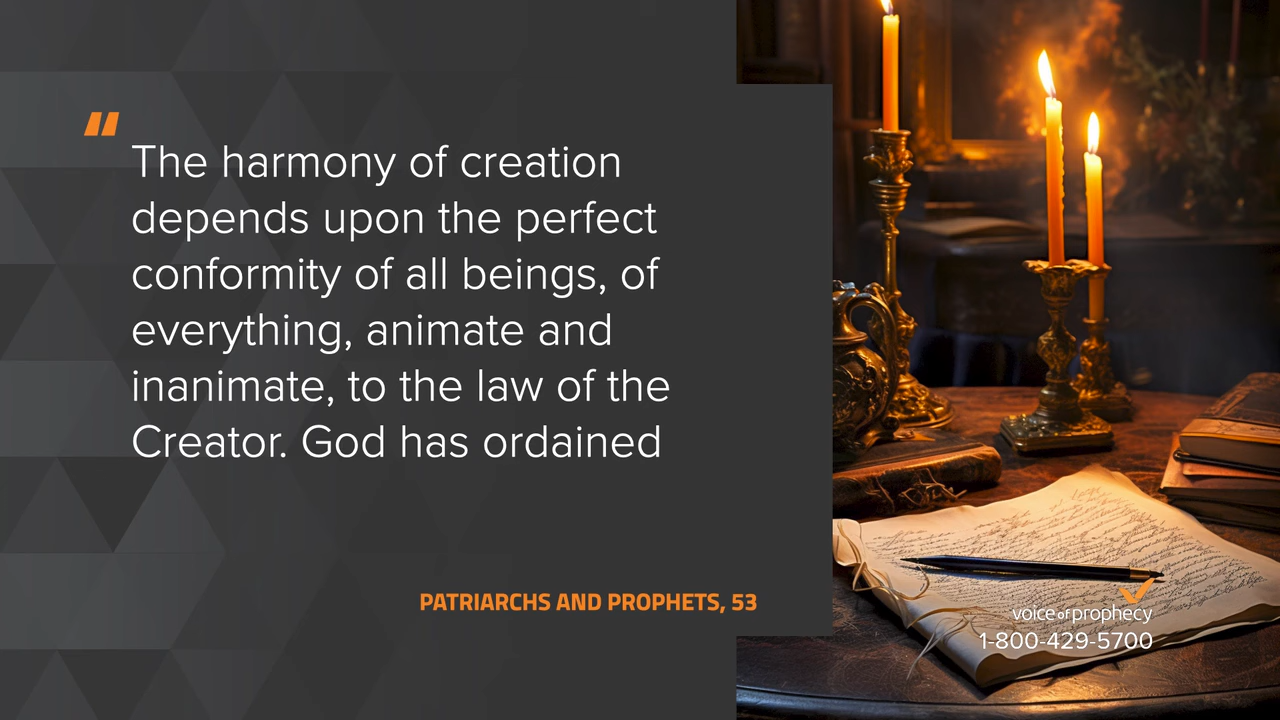 “
The harmony of creation
depends upon the perfect
conformity of all beings, of
everything, animate and
inanimate, to the law of the
Creator. God has ordained
PATRIARCHS AND PROPHETS, 53
voice of prophecy
1-800-429-5700